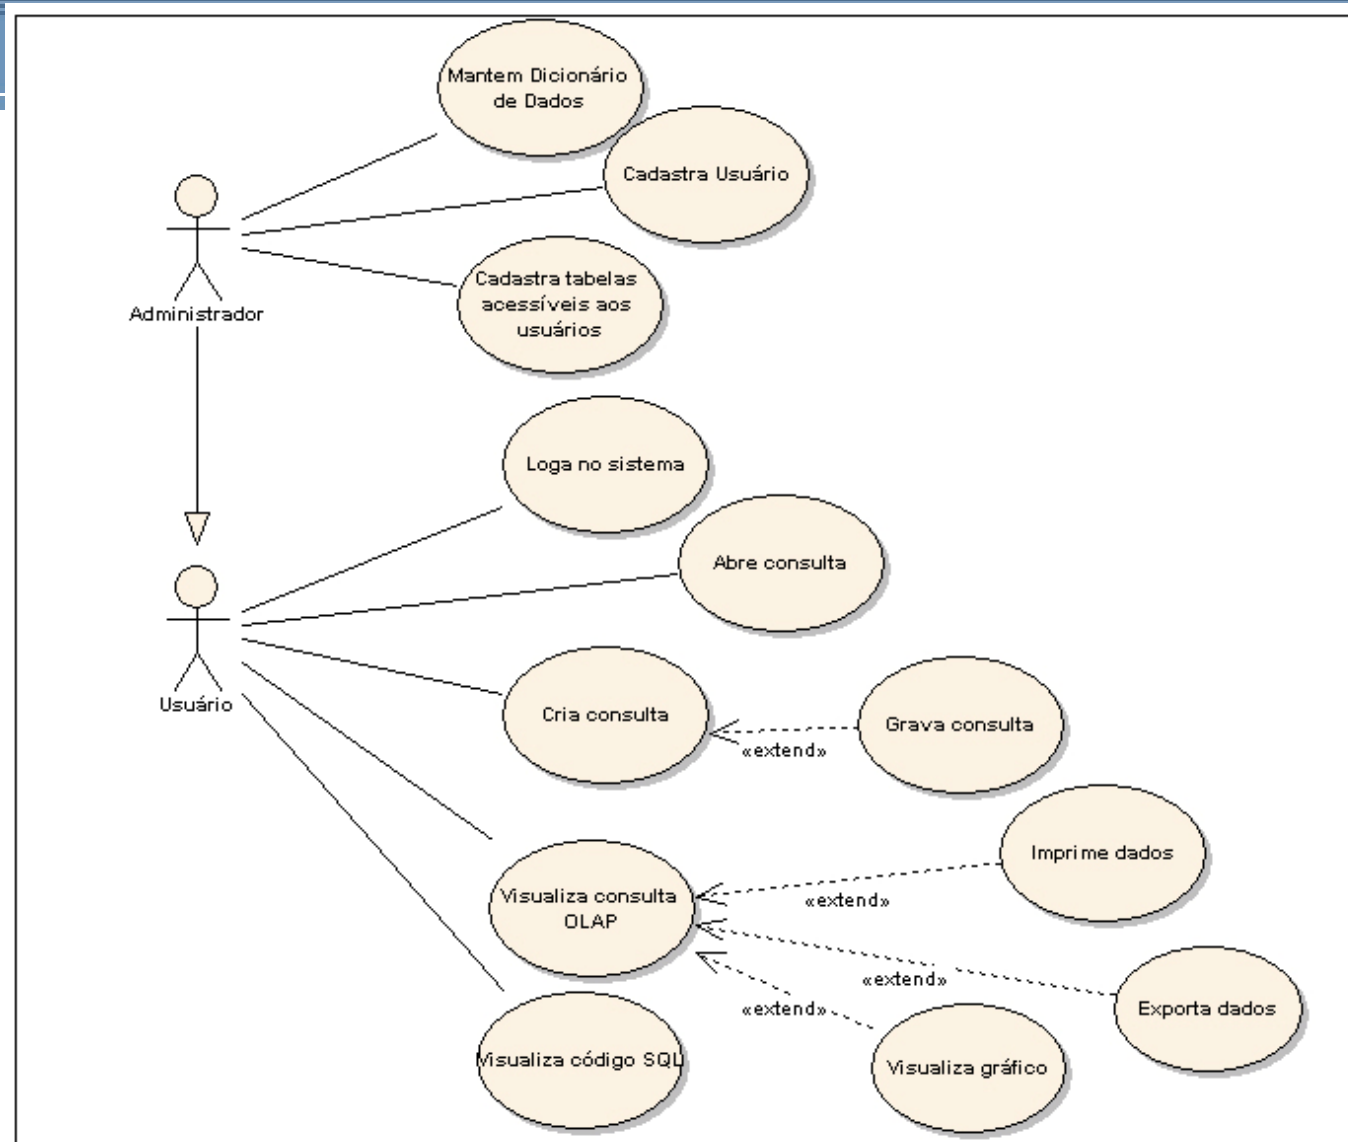 Mantem Dicionário
de Dados
Cadastra Usuário
Cadastra tabelas
acessíveis aos
usuários
Administrador
Loga no sistema
Abre consulta
Usuário
Cria consulta
«extend»
Grava consulta
Imprime dados
Visualiza consulta
OLAP
«extend»
«extend»
Exporta dados
«extend»
Visualiza código SQL
Visualiza gráfico